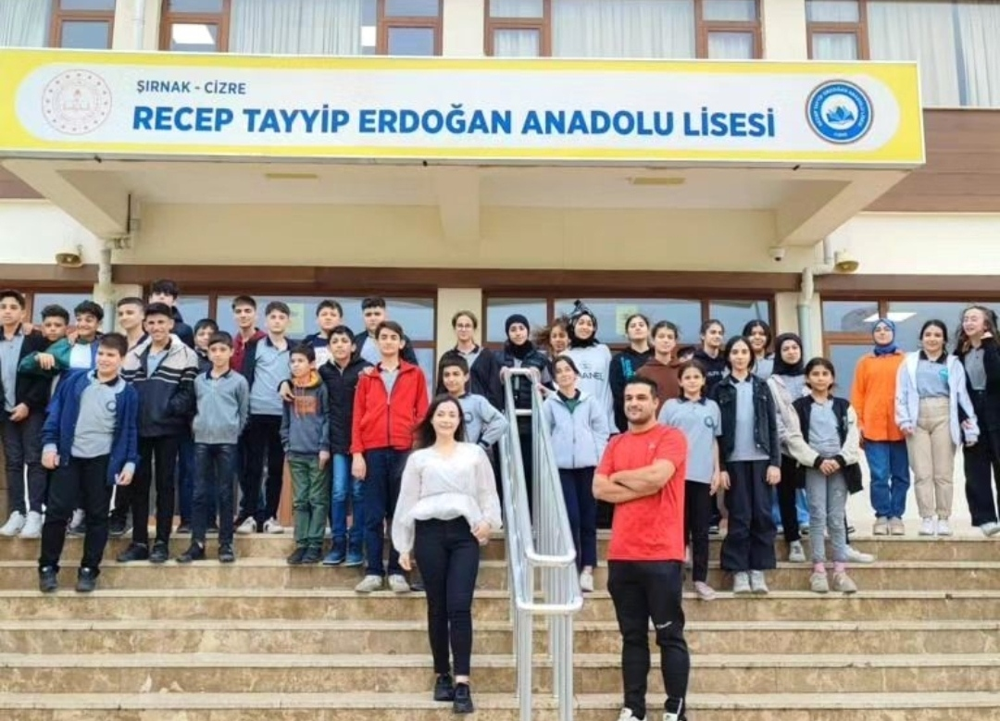 ŞIRNAK - CİZRE
RECEP TAYYİP ERDOĞAN ANADOLU LİSESİ